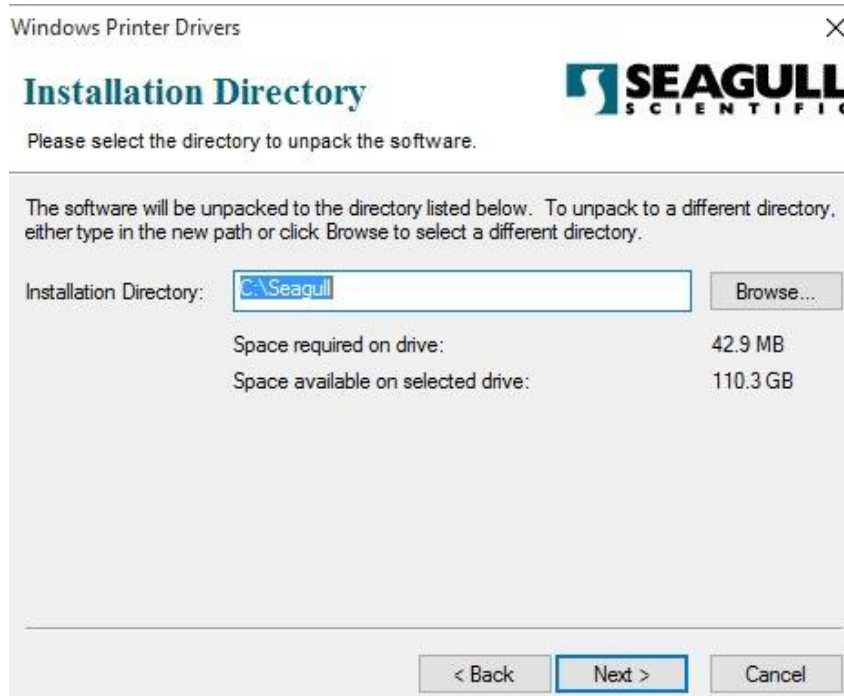 Windows Printer Drivers
Installation Directory
SEAGULL
SCIENTIFIC
Please select the directory to unpack the software.
The software will be unpacked to the directory listed below. To unpack to a different directory,
either type in the new path or click Browse to select a different directory.
Installation Directory: C:\Seagull Browse...
Space required on drive: 42.9 MB
Space available on selected drive: 110.3 GB
< Back Next > Cancel